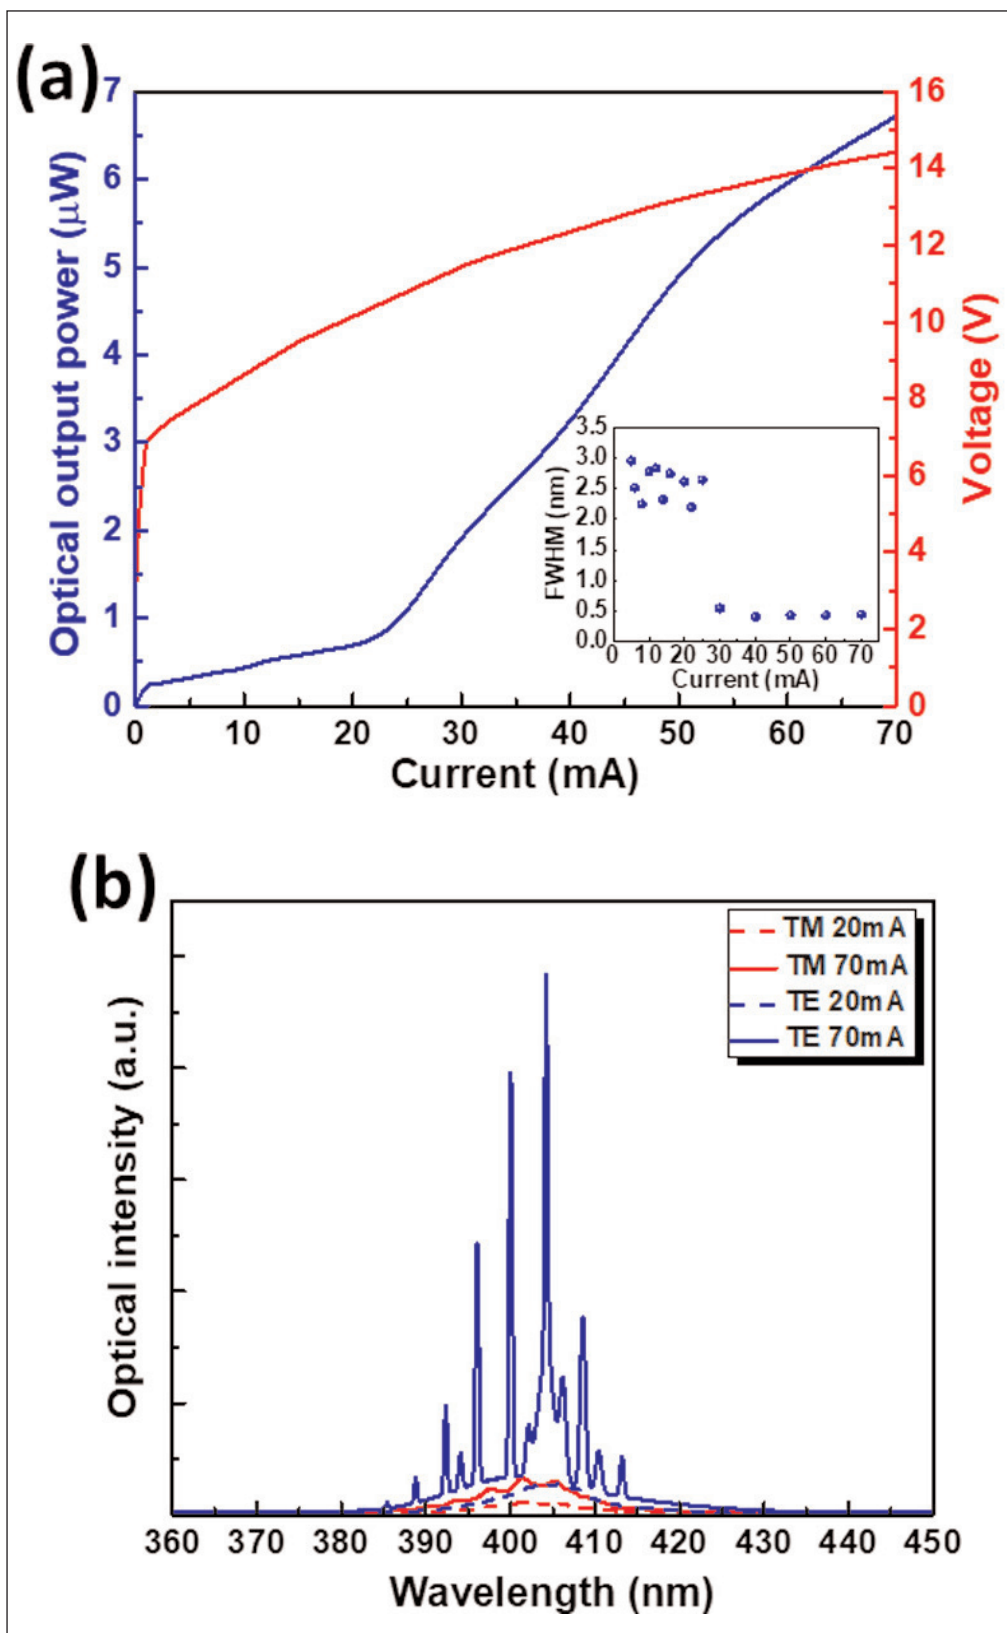 (a)
7
6
5
4
3
2
1
0
Optical output power (μW)
16
14
12
10
8
6
4
2
0
Voltage (V)
3.5
3.0
2.5
2.0
1.5
1.0
0.5
0.0
FWHM (nm)
0 10 20 30 40 50 60 70
Current (mA)
0 10 20 30 40 50 60 70
Current (mA)
(b)
TM 20mA
TM 70mA
TE 20mA
TE 70mA
Optical intensity (a.u.)
360 370 380 390 400 410 420 430 440 450
Wavelength (nm)